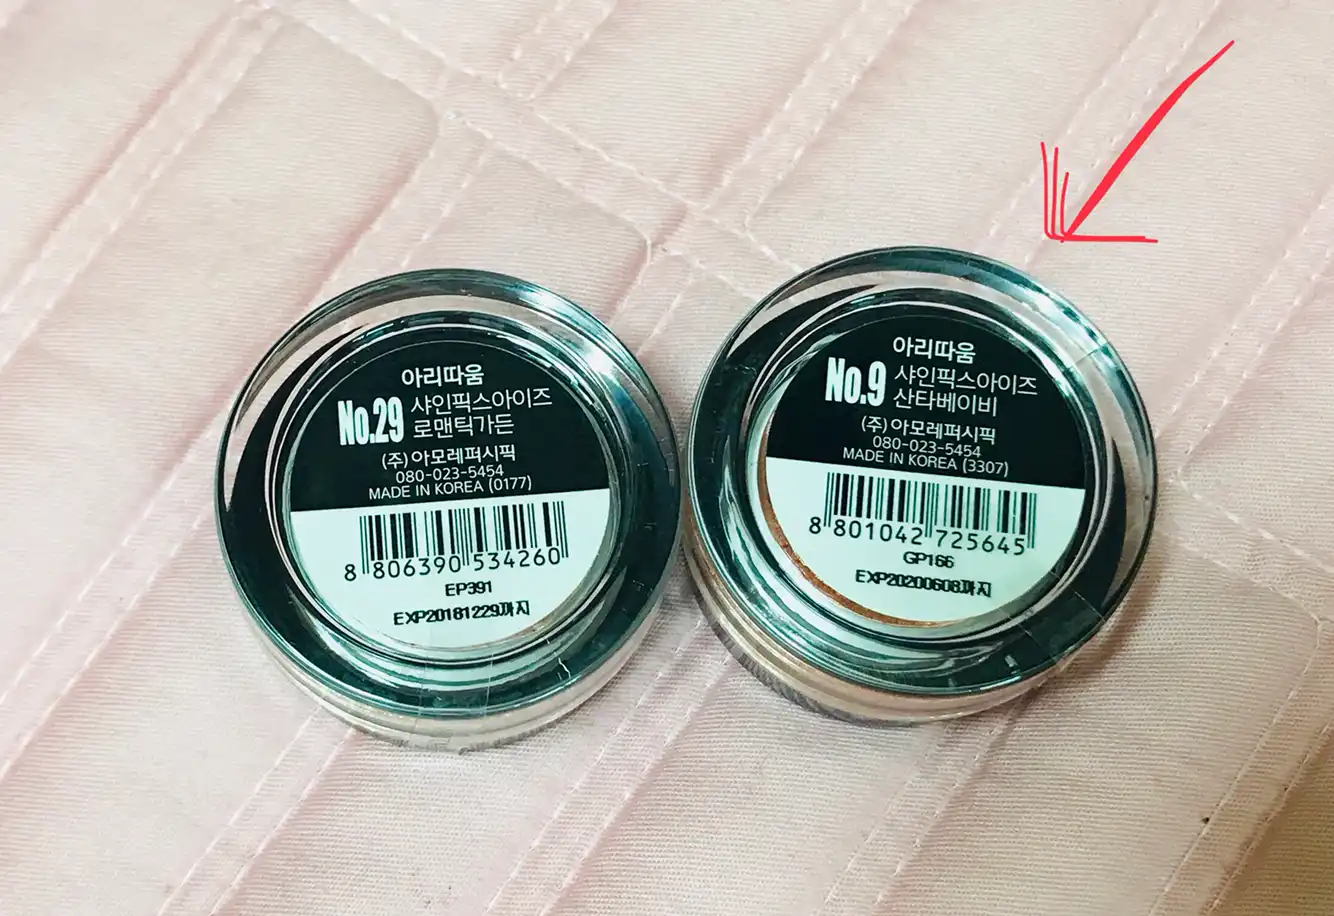 아리따움
No.29 샤인픽스아이즈
로맨틱가든
(주)아모레퍼시픽
080-023-5454
MADE IN KOREA (0177)
8 806390 534260
EP391
EXP20181229까지
아리따움
No.9 샤인픽스아이즈
산타베이비
(주)아모레퍼시픽
080-023-5454
MADE IN KOREA (3307)
8 801042 725645
GP166
EXP20200608까지